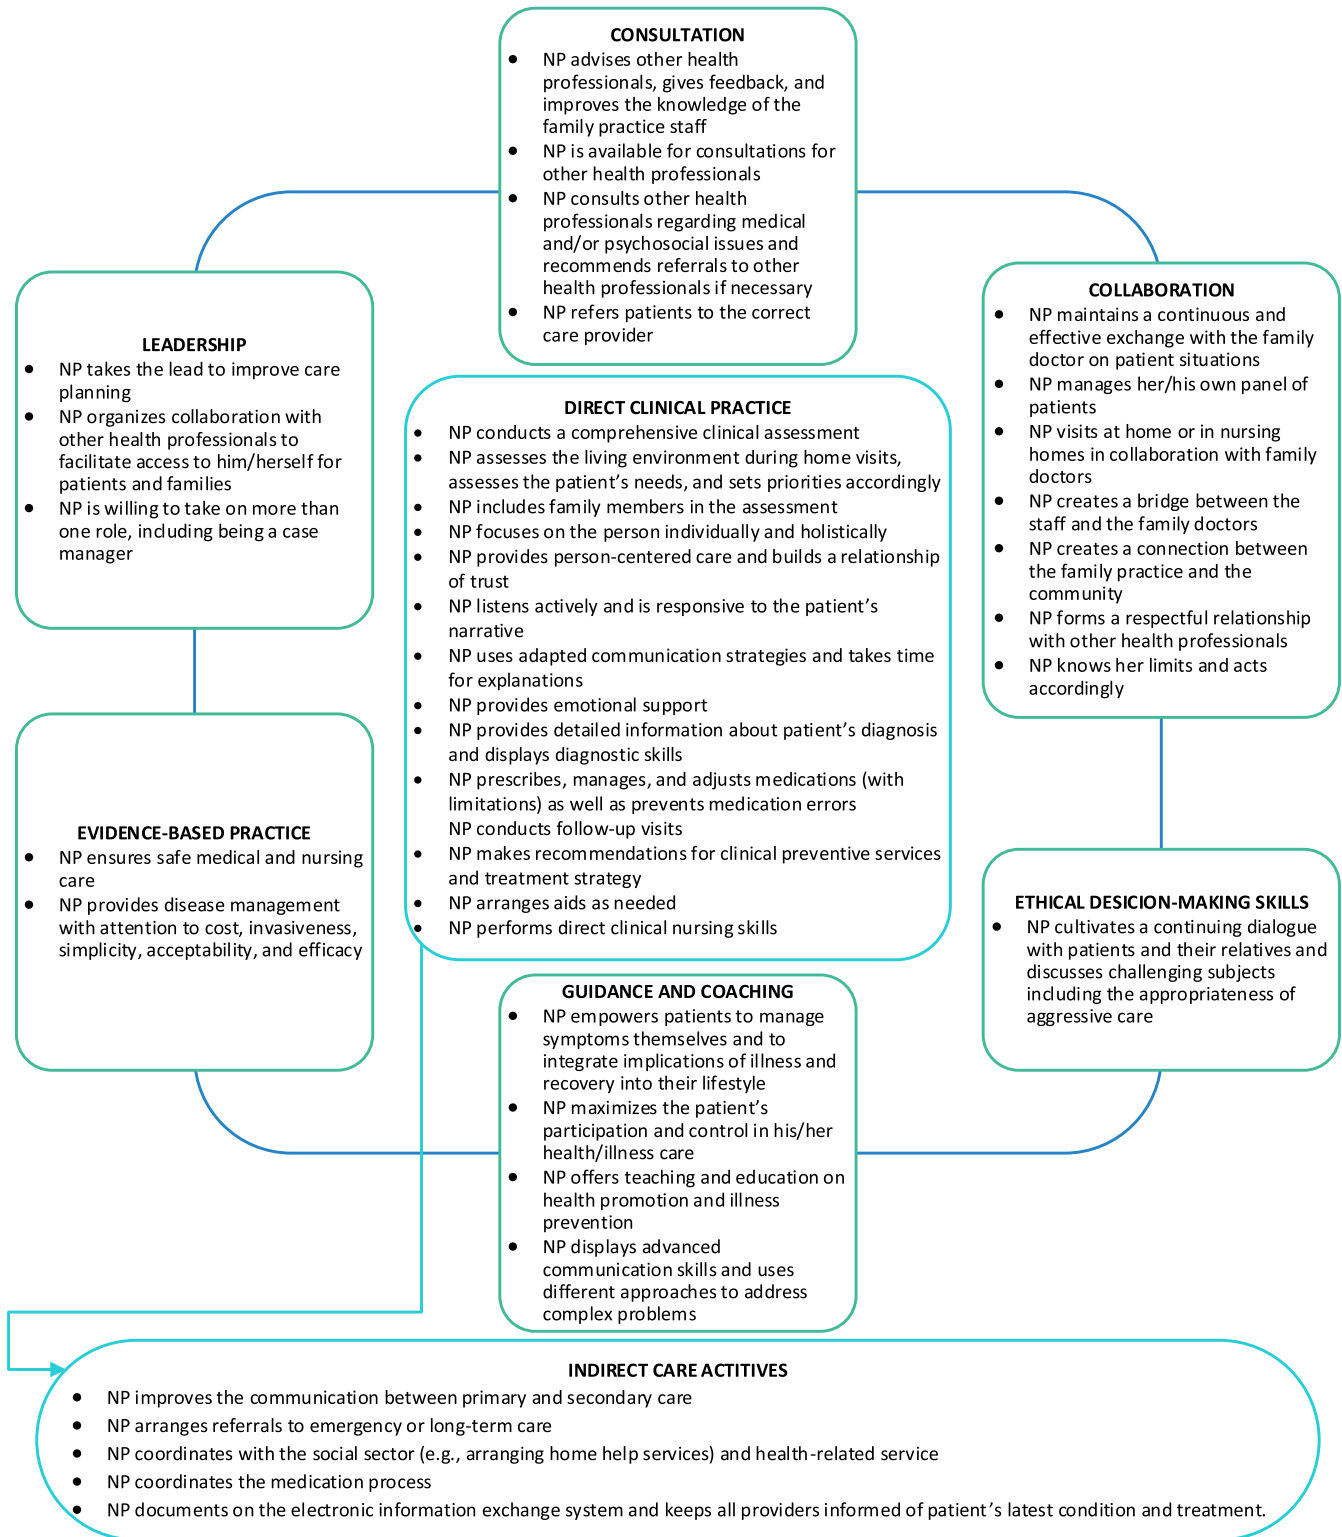 CONSULTATION
● NP advises other health
professionals, gives feedback, and
improves the knowledge of the
family practice staff
● NP is available for consultations for
other health professionals
● NP consults other health
professionals regarding medical
and/or psychosocial issues and
recommends referrals to other
health professionals if necessary
● NP refers patients to the correct
care provider
LEADERSHIP
● NP takes the lead to improve care
planning
● NP organizes collaboration with
other health professionals to
facilitate access to him/herself for
patients and families
● NP is willing to take on more than
one role, including being a case
manager
COLLABORATION
● NP maintains a continuous and
effective exchange with the family
doctor on patient situations
● NP manages her/his own panel of
patients
● NP visits at home or in nursing
homes in collaboration with family
doctors
● NP creates a bridge between the
staff and the family doctors
● NP creates a connection between
the family practice and the
community
● NP forms a respectful relationship
with other health professionals
● NP knows her limits and acts
accordingly
DIRECT CLINICAL PRACTICE
● NP conducts a comprehensive clinical assessment
● NP assesses the living environment during home visits,
assesses the patient’s needs, and sets priorities accordingly
● NP includes family members in the assessment
● NP focuses on the person individually and holistically
● NP provides person-centered care and builds a relationship
of trust
● NP listens actively and is responsive to the patient’s
narrative
● NP uses adapted communication strategies and takes time
for explanations
● NP provides emotional support
● NP provides detailed information about patient’s diagnosis
and displays diagnostic skills
● NP prescribes, manages, and adjusts medications (with
limitations) as well as prevents medication errors
NP conducts follow-up visits
● NP makes recommendations for clinical preventive services
and treatment strategy
● NP arranges aids as needed
● NP performs direct clinical nursing skills
EVIDENCE-BASED PRACTICE
● NP ensures safe medical and nursing
care
● NP provides disease management
with attention to cost, invasiveness,
simplicity, acceptability, and efficacy
ETHICAL DESICION-MAKING SKILLS
● NP cultivates a continuing dialogue
with patients and their relatives and
discusses challenging subjects
including the appropriateness of
aggressive care
GUIDANCE AND COACHING
● NP empowers patients to manage
symptoms themselves and to
integrate implications of illness and
recovery into their lifestyle
● NP maximizes the patient’s
participation and control in his/her
health/illness care
● NP offers teaching and education on
health promotion and illness
prevention
● NP displays advanced
communication skills and uses
different approaches to address
complex problems
INDIRECT CARE ACTITIVES
● NP improves the communication between primary and secondary care
● NP arranges referrals to emergency or long-term care
● NP coordinates with the social sector (e.g., arranging home help services) and health-related service
● NP coordinates the medication process
● NP documents on the electronic information exchange system and keeps all providers informed of patient’s latest condition and treatment.